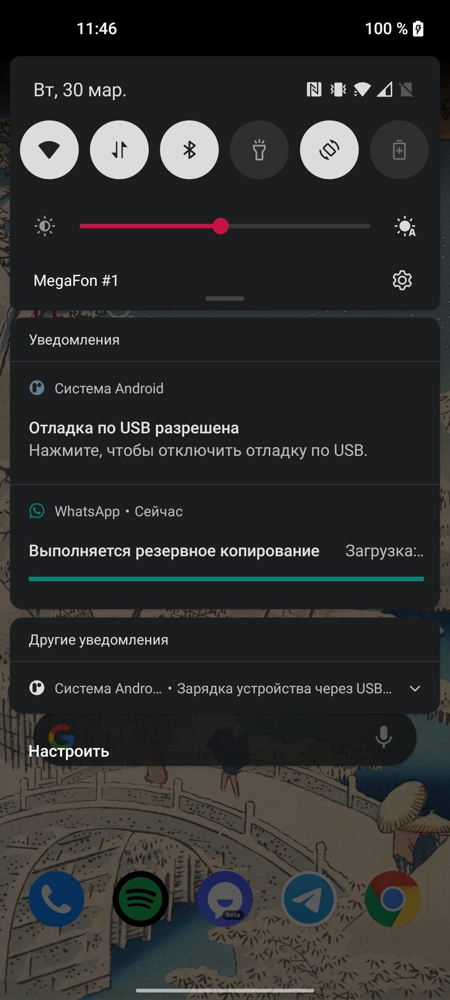 11:46
100 %
Вт, 30 мар.
A
MegaFon #1
Уведомления
Система Android
Отладка по USB разрешена
Нажмите, чтобы отключить отладку по USB.
WhatsApp • Сейчас
Выполняется резервное копирование Загрузка:..
Другие уведомления
Система Andro... • Зарядка устройства через USB...
Настроить
beta